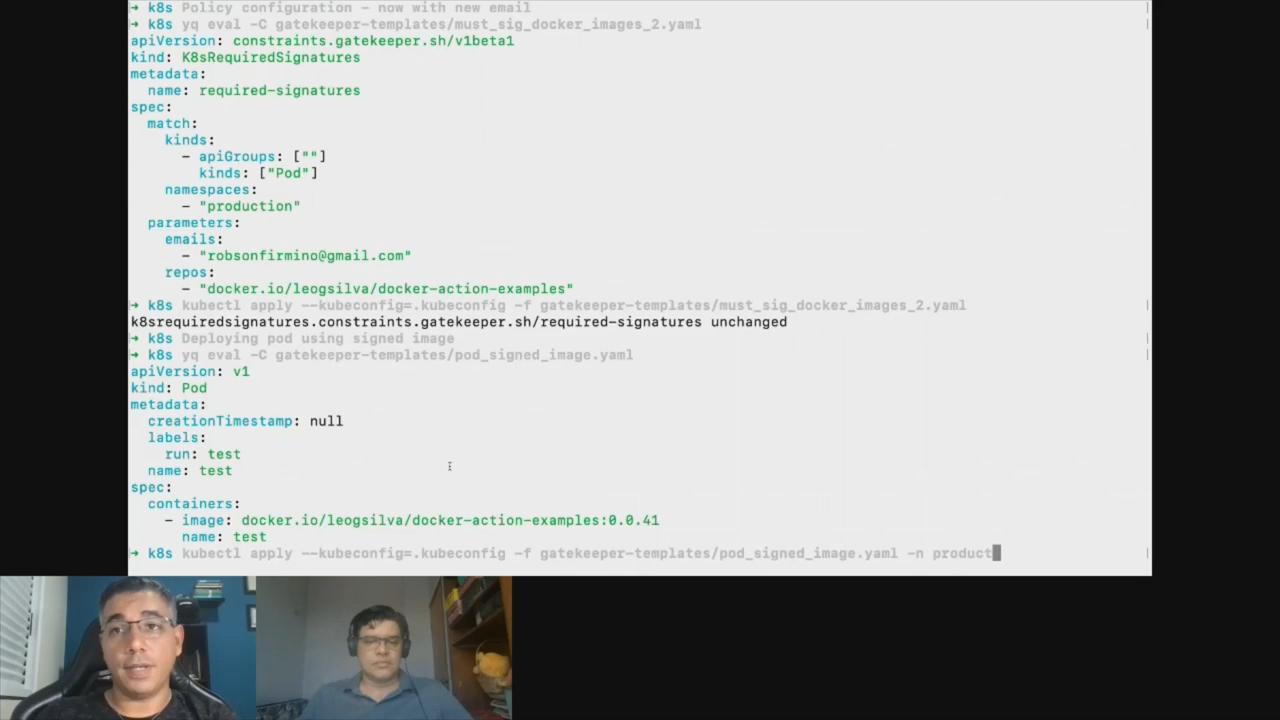 ➜ k8s Policy configuration – now with new email
➜ k8s yq eval -C gatekeeper-templates/must_sig_docker_images_2.yaml
apiVersion: constraints.gatekeeper.sh/v1beta1
kind: K8sRequiredSignatures
metadata:
  name: required-signatures
spec:
  match:
    kinds:
      - apiGroups: [""]
        kinds: ["Pod"]
    namespaces:
      - "production"
  parameters:
    emails:
      - "robsonfirmino@gmail.com"
    repos:
      - "docker.io/leogsilva/docker-action-examples"
➜ k8s kubectl apply --kubeconfig=.kubeconfig -f gatekeeper-templates/must_sig_docker_images_2.yaml
k8srequiredsignatures.constraints.gatekeeper.sh/required-signatures unchanged
➜ k8s Deploying pod using signed image
➜ k8s yq eval -C gatekeeper-templates/pod_signed_image.yaml
apiVersion: v1
kind: Pod
metadata:
  creationTimestamp: null
  labels:
    run: test
  name: test
spec:
  containers:
    - image: docker.io/leogsilva/docker-action-examples:0.0.41
      name: test
➜ k8s kubectl apply --kubeconfig=.kubeconfig -f gatekeeper-templates/pod_signed_image.yaml -n product